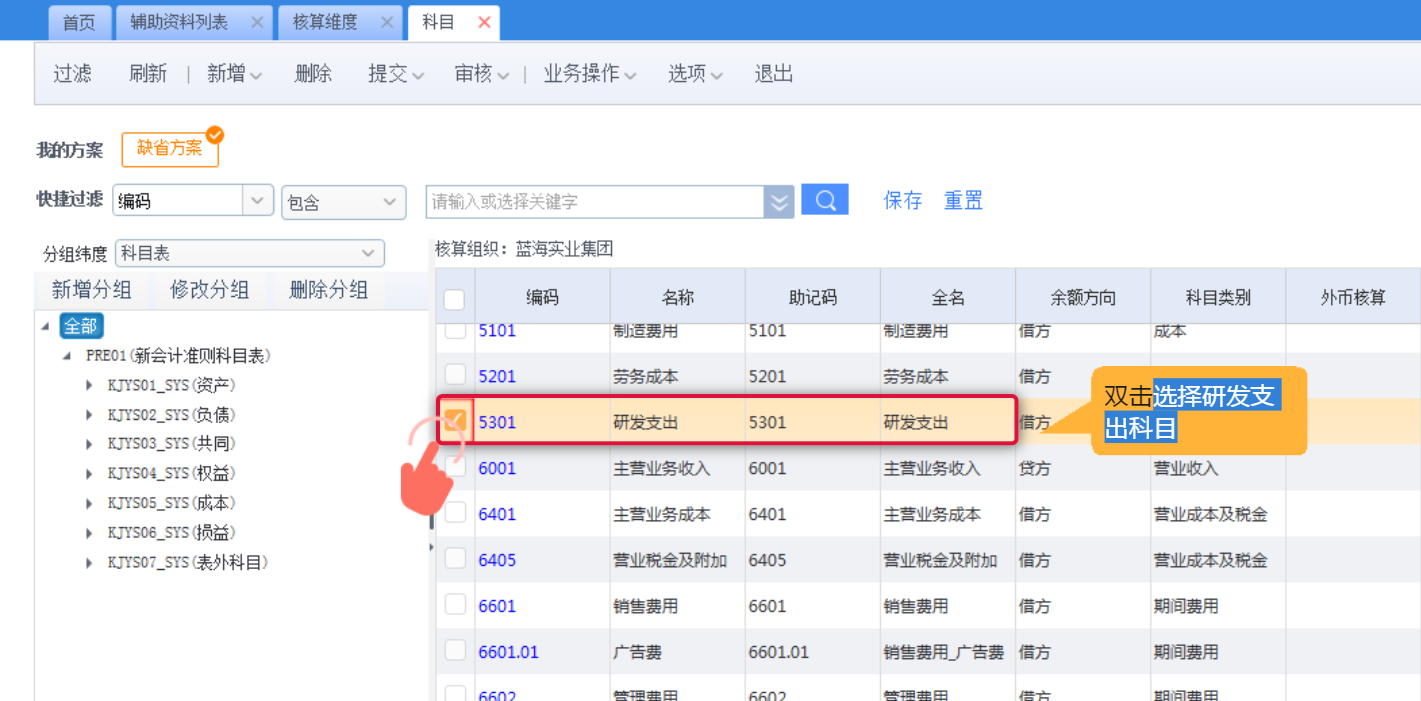 首页 辅助资料列表 核算维度 科目
过滤 刷新 | 新增 删除 提交 审核 | 业务操作 选项 退出
我的方案 缺省方案
快捷过滤 编码 包含 请输入或选择关键字 保存 重置
分组纬度 科目表
新增分组 修改分组 删除分组
全部
PRE01(新会计准则科目表)
KJYS01_SYS(资产)
KJYS02_SYS(负债)
KJYS03_SYS(共同)
KJYS04_SYS(权益)
KJYS05_SYS(成本)
KJYS06_SYS(损益)
KJYS07_SYS(表外科目)
核算组织：蓝海实业集团
编码 名称 助记码 全名 余额方向 科目类别 外币核算
5101 制造费用 5101 制造费用 借方 成本
5201 劳务成本 5201 劳务成本 借方
5301 研发支出 5301 研发支出 借方
6001 主营业务收入 6001 主营业务收入 贷方 营业收入
6401 主营业务成本 6401 主营业务成本 借方 营业成本及税金
6405 营业税金及附加 6405 营业税金及附加 借方 营业成本及税金
6601 销售费用 6601 销售费用 借方 期间费用
6601.01 广告费 6601.01 销售费用_广告费 借方 期间费用
6602 管理费用 6602 管理费用 借方 期间费用
双击选择研发支
出科目